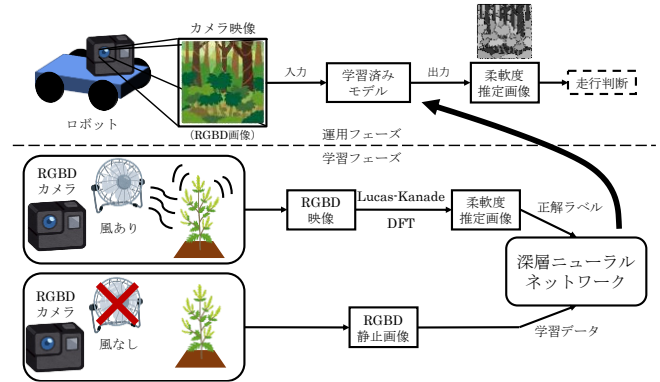 カメラ映像
ロボット
(RGBD画像)
入力
学習済み
モデル
出力
柔軟度
推定画像
走行判断
運用フェーズ
学習フェーズ
RGBD
カメラ
風あり
RGBD
映像
Lucas-Kanade
DFT
柔軟度
推定画像
正解ラベル
深層ニューラル
ネットワーク
RGBD
カメラ
風なし
RGBD
静止画像
学習データ